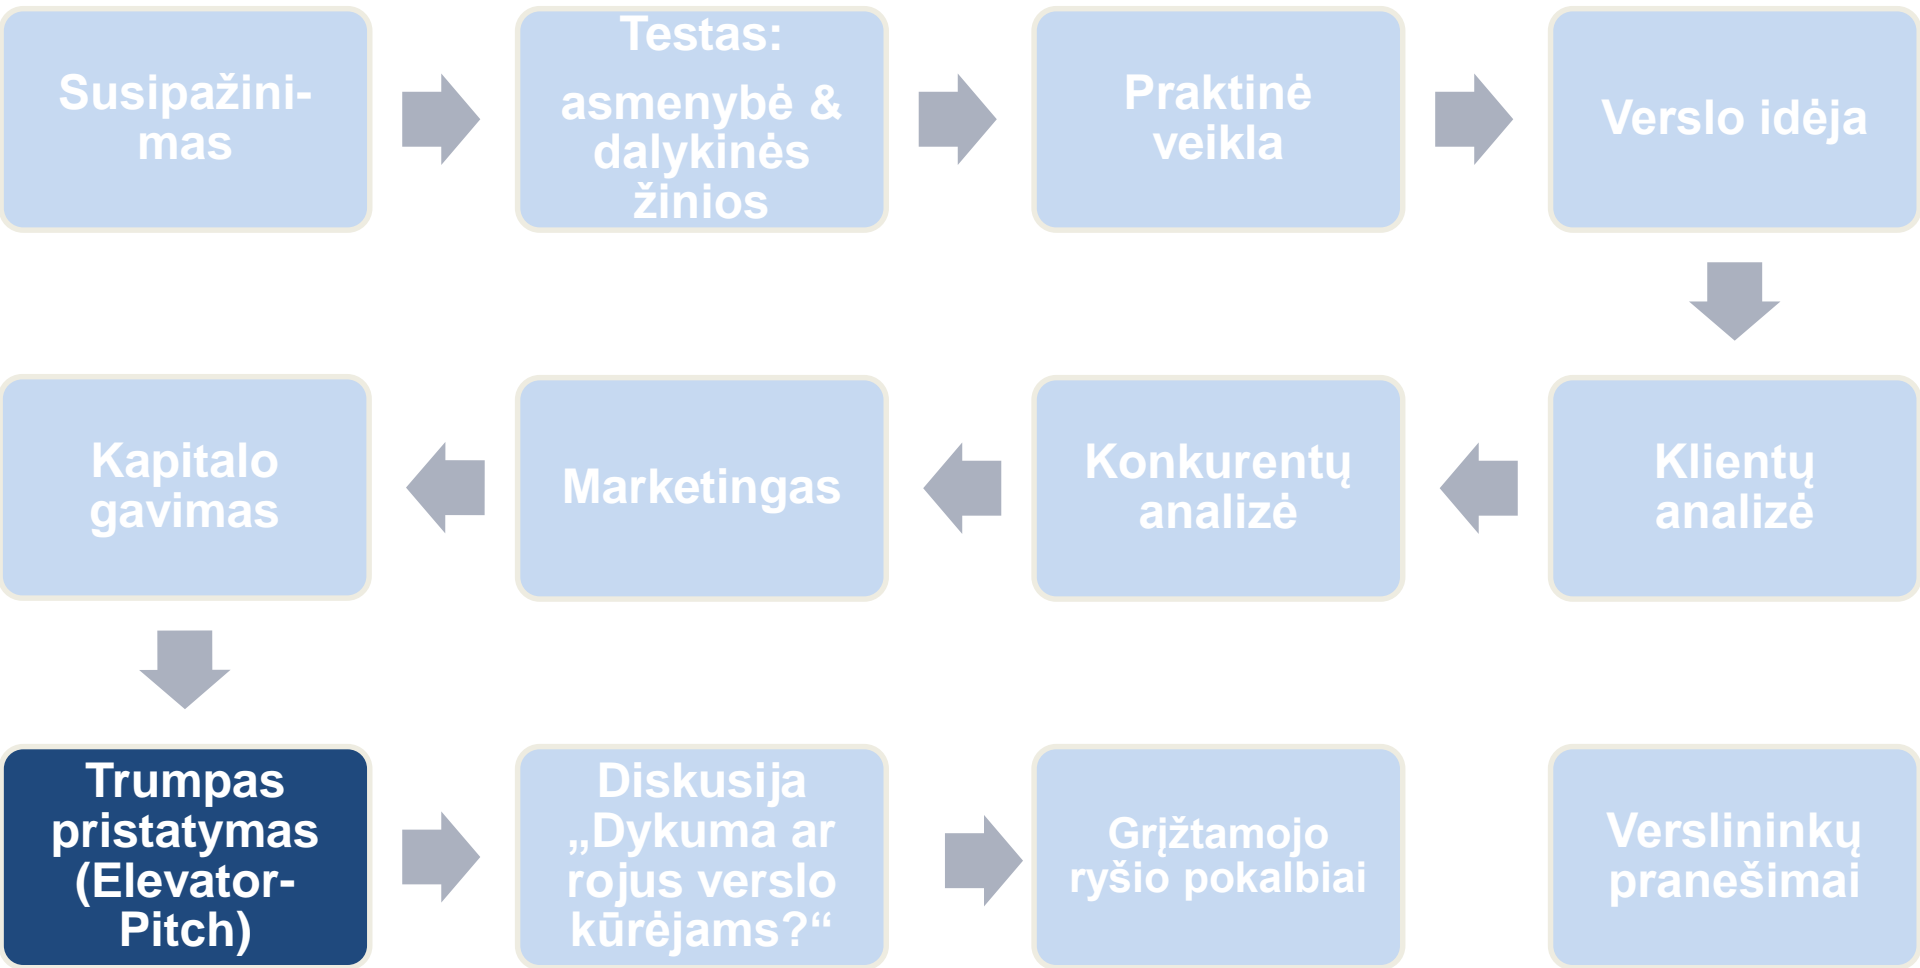 Susipažini-
mas
Testas:
asmenybė &
dalykinės
žinios
Praktinė
veikla
Verslo idėja
Kapitalo
gavimas
Marketingas
Konkurentų
analizė
Klientų
analizė
Trumpas
pristatymas
(Elevator-
Pitch)
Diskusija
„Dykuma ar
rojus verslo
kūrėjams?“
Grįžtamojo
ryšio pokalbiai
Verslininkų
pranešimai